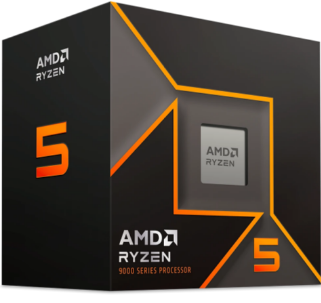 AMD
RYZEN
5
AMD
RYZEN
AMD
RYZEN
9000 SERIES PROCESSOR
5